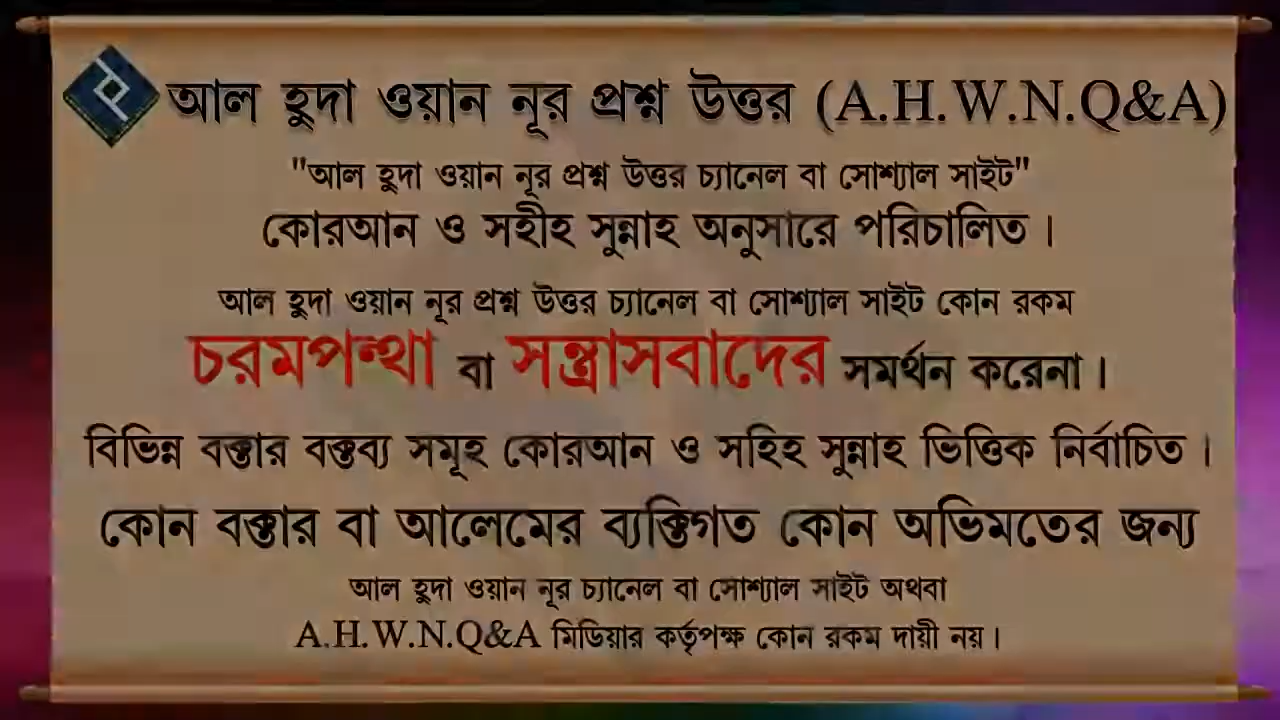 আল হুদা ওয়ান নূর প্রশ্ন উত্তর (A.H.W.N.Q&A)
"আল হুদা ওয়ান নূর প্রশ্ন উত্তর চ্যানেল বা সোশ্যাল সাইট"
কোরআন ও সহীহ সুন্নাহ অনুসারে পরিচালিত ।
আল হুদা ওয়ান নূর প্রশ্ন উত্তর চ্যানেল বা সোশ্যাল সাইট কোন রকম
চরমপন্থা বা সন্ত্রাসবাদের সমর্থন করেনা ।
বিভিন্ন বক্তার বক্তব্য সমূহ কোরআন ও সহিহ সুন্নাহ ভিত্তিক নির্বাচিত ।
কোন বক্তার বা আলেমের ব্যক্তিগত কোন অভিমতের জন্য
আল হুদা ওয়ান নূর চ্যানেল বা সোশ্যাল সাইট অথবা
A.H.W.N.Q&A মিডিয়ার কর্তৃপক্ষ কোন রকম দায়ী নয় ।